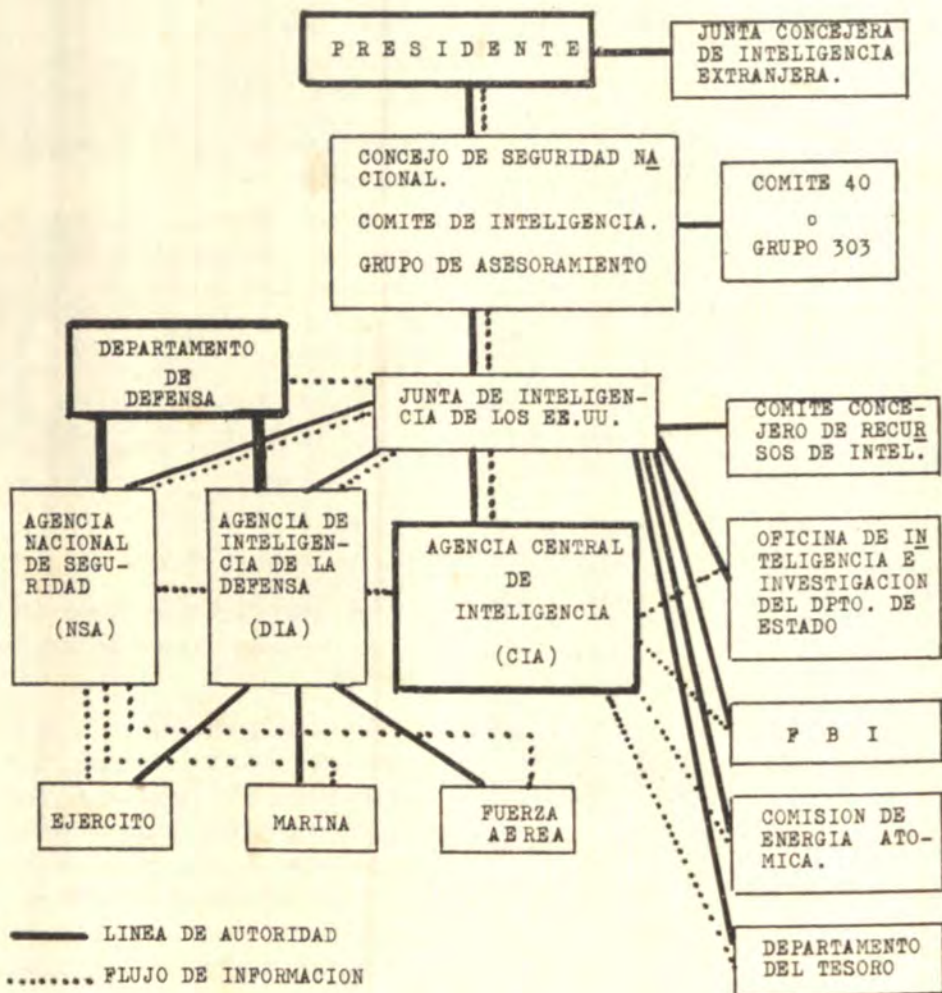 P R E S I D E N T E
JUNTA CONCEJERA
DE INTELIGENCIA
EXTRANJERA.
CONCEJO DE SEGURIDAD NA
CIONAL.
COMITE DE INTELIGENCIA.
GRUPO DE ASESORAMIENTO
COMITE 40
o
GRUPO 303
DEPARTAMENTO
DE
DEFENSA
JUNTA DE INTELIGEN-
CIA DE LOS EE.UU.
COMITE CONCE-
JERO DE RECUR
SOS DE INTEL.
AGENCIA
NACIONAL
DE SEGU-
RIDAD
(NSA)
AGENCIA DE
INTELIGEN-
CIA DE LA
DEFENSA
(DIA)
AGENCIA CENTRAL
DE
INTELIGENCIA
(CIA)
OFICINA DE IN
TELIGENCIA E
INVESTIGACION
DEL DPTO. DE
ESTADO
F B I
EJERCITO
MARINA
FUERZA
AEREA
COMISION DE
ENERGIA ATO-
MICA.
DEPARTAMENTO
DEL TESORO
LINEA DE AUTORIDAD
FLUJO DE INFORMACION